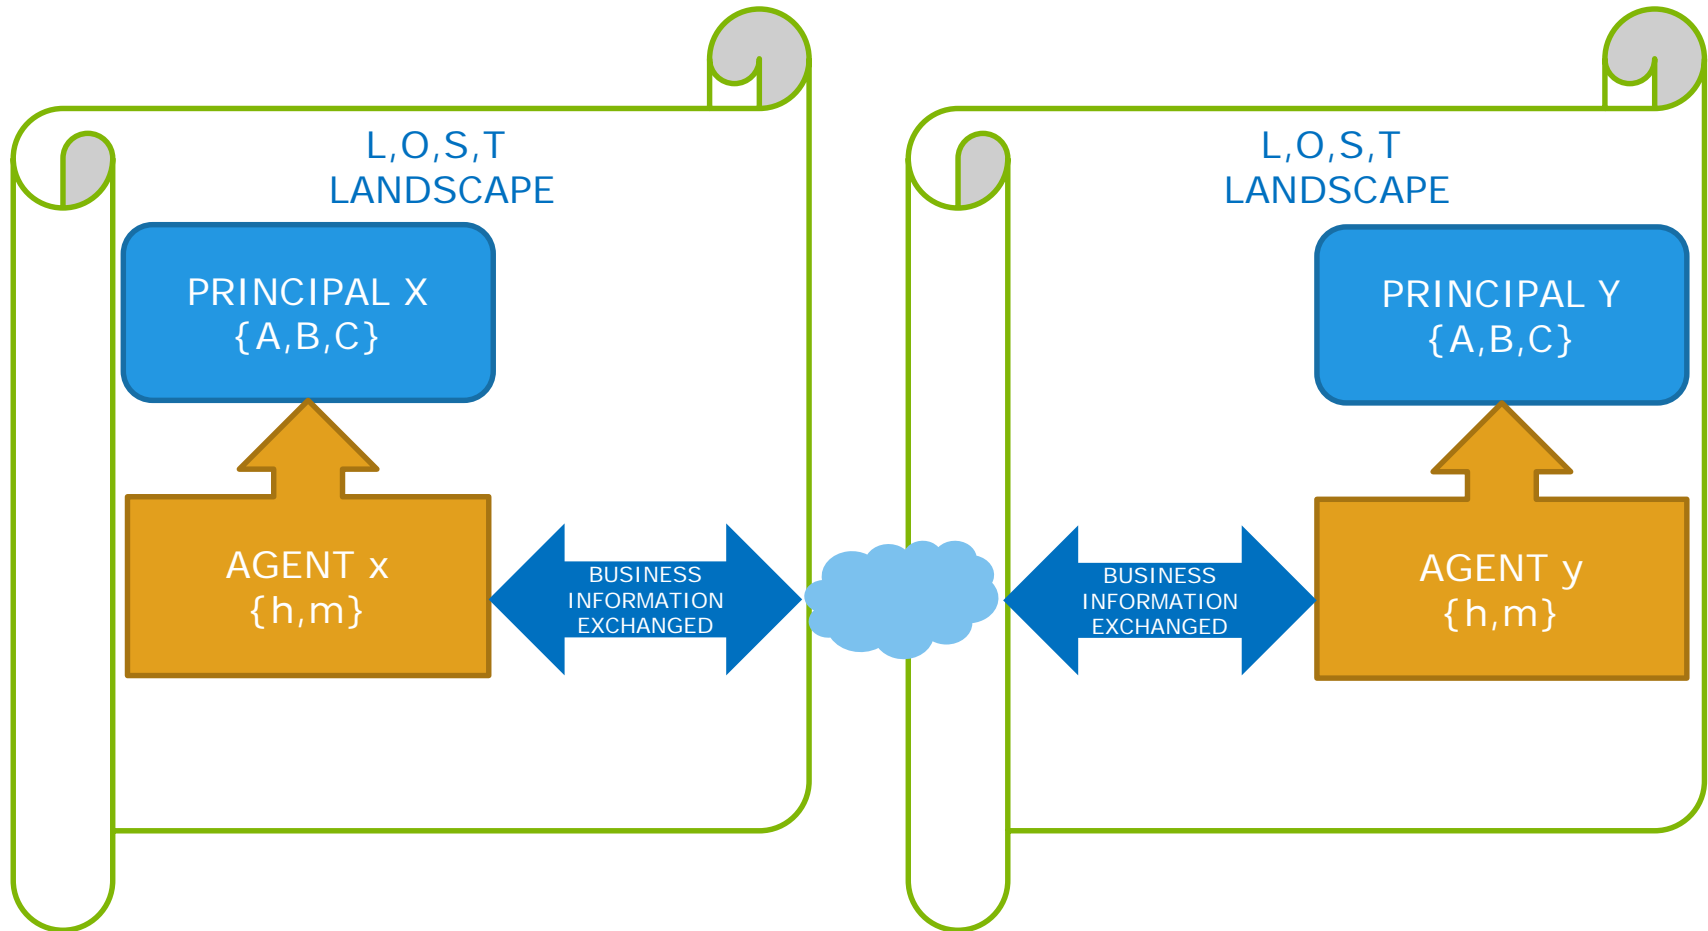 L,O,S,T
LANDSCAPE
PRINCIPAL X
{A,B,C}
AGENT x
{h,m}
BUSINESS
INFORMATION
EXCHANGED
L,O,S,T
LANDSCAPE
PRINCIPAL Y
{A,B,C}
BUSINESS
INFORMATION
EXCHANGED
AGENT y
{h,m}